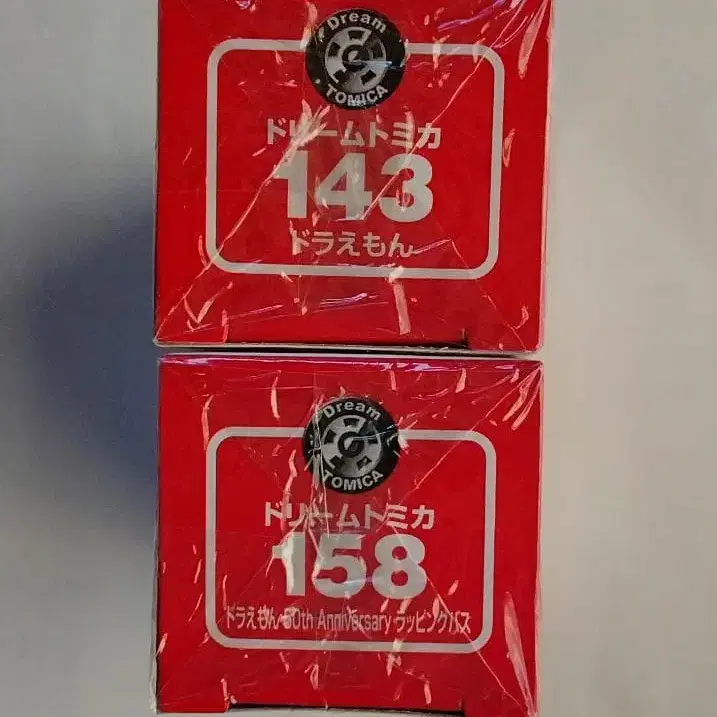 Dream
TOMICA
ドリームトミカ
143
ドラえもん
Dream
TOMICA
ドリームトミカ
158
ドラえもん 50th Anniversary ラッピングバス